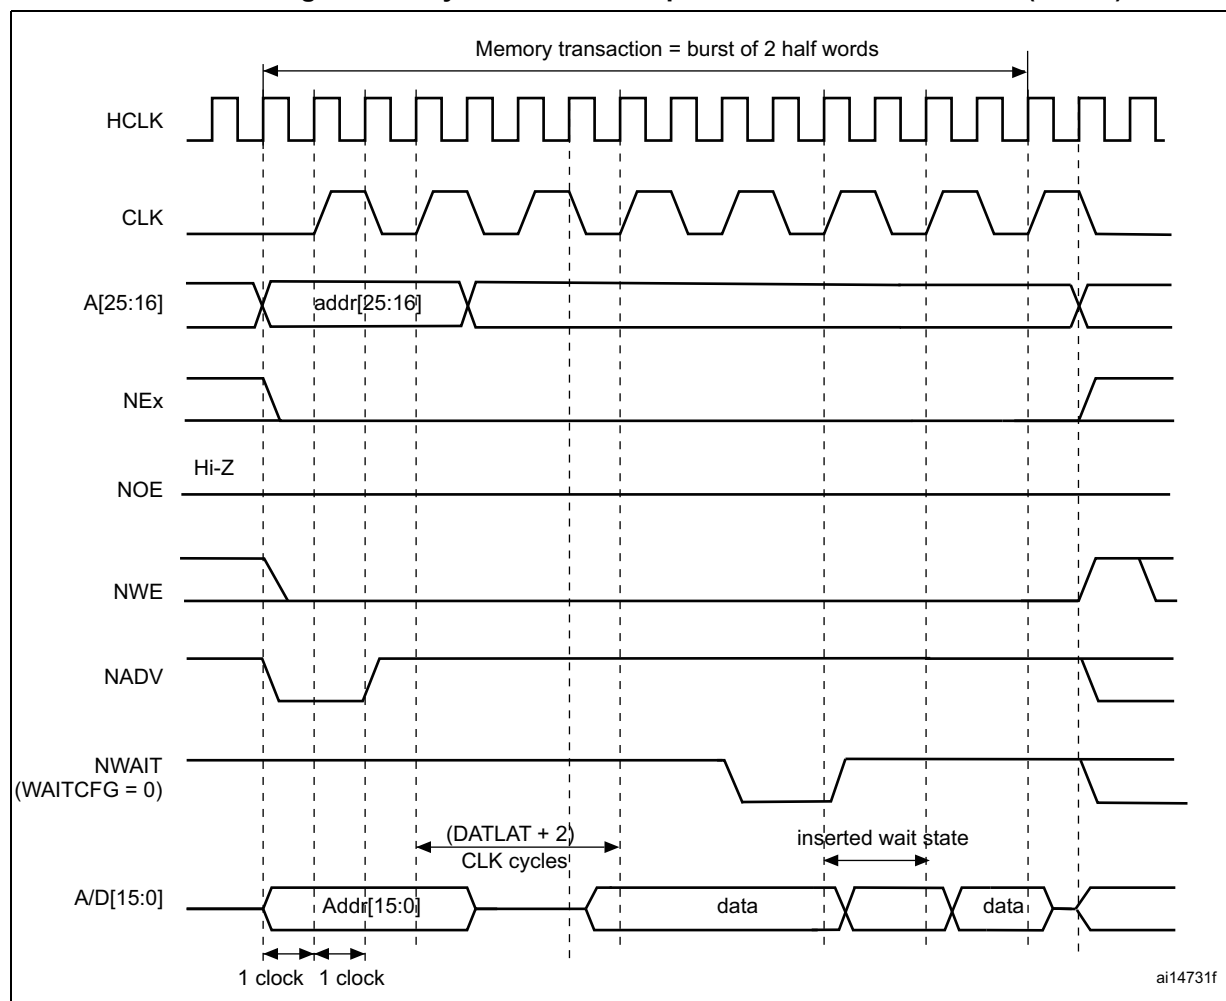 Memory transaction = burst of 2 half words
HCLK
CLK
A[25:16]
addr[25:16]
NEx
Hi-Z
NOE
NWE
NADV
NWAIT
(WAITCFG = 0)
(DATLAT + 2)
CLK cycles
inserted wait state
A/D[15:0]
Addr[15:0]
data
data
1 clock
1 clock
ai14731f